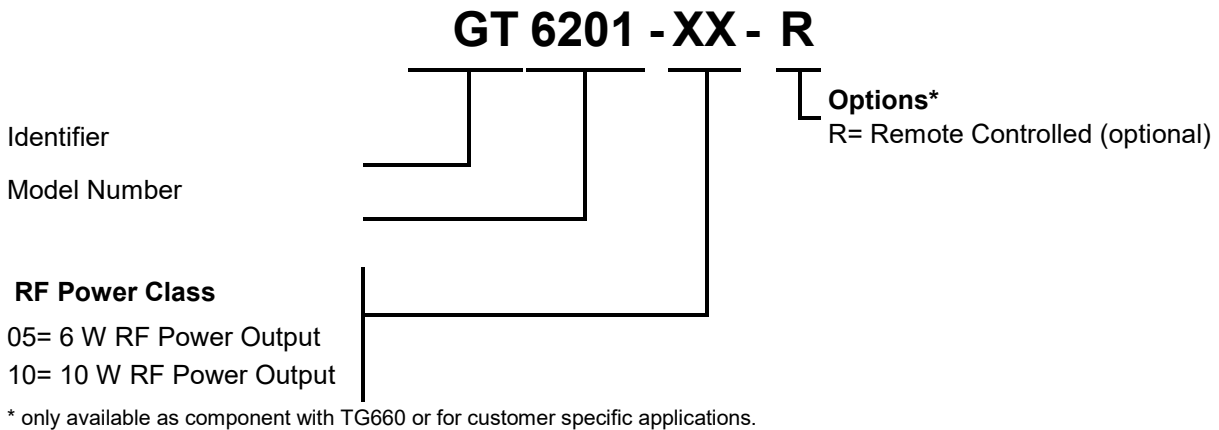 GT 6201 - XX - R
Options*
R= Remote Controlled (optional)
Identifier
Model Number
RF Power Class
05= 6 W RF Power Output
10= 10 W RF Power Output
* only available as component with TG660 or for customer specific applications.